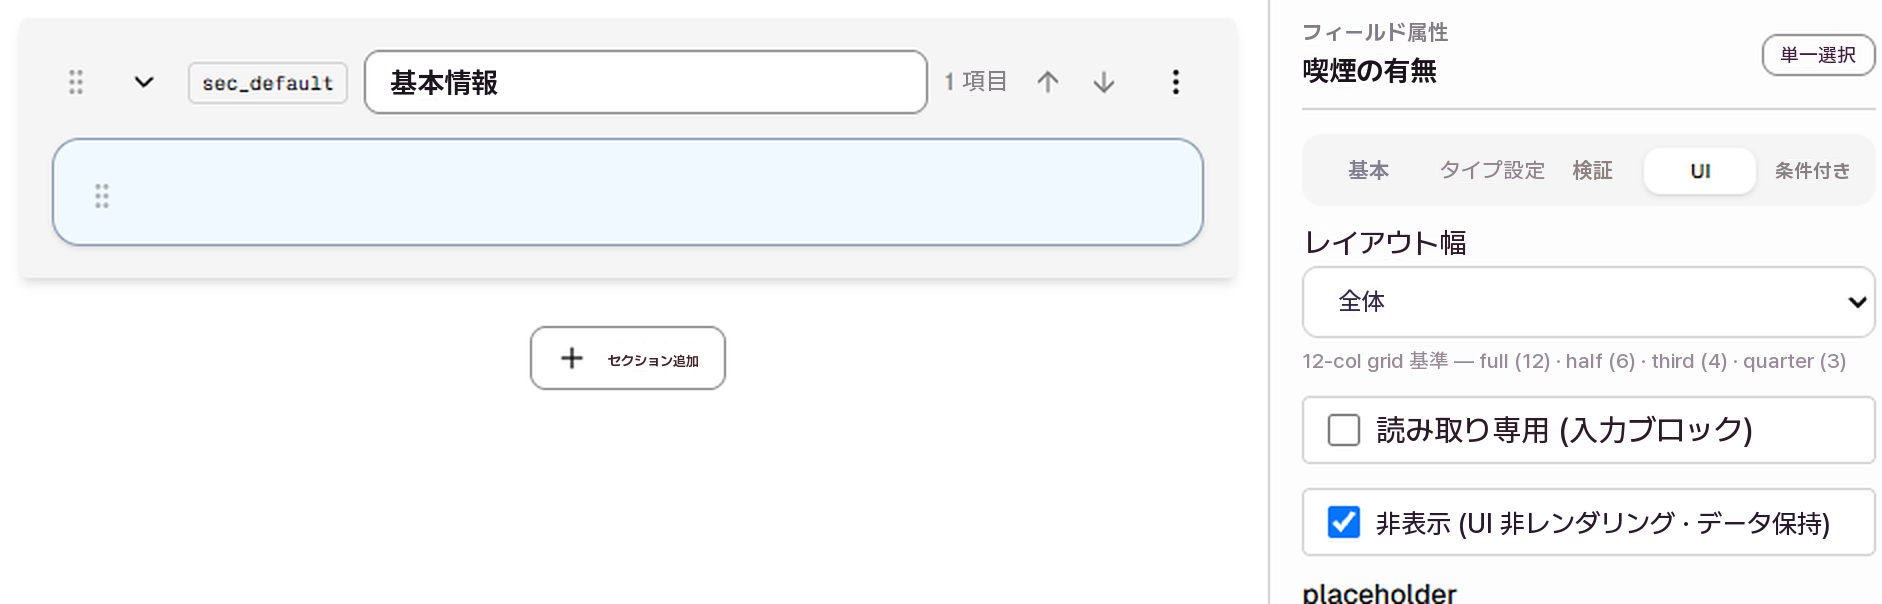 sec_default 基本情報 1 項目
セクション追加
フィールド属性
喫煙の有無
単一選択
基本 タイプ設定 検証 UI 条件付き
レイアウト幅
全体
12-col grid 基準 — full (12) · half (6) · third (4) · quarter (3)
読み取り専用 (入力ブロック)
非表示 (UI 非レンダリング · データ保持)
placeholder